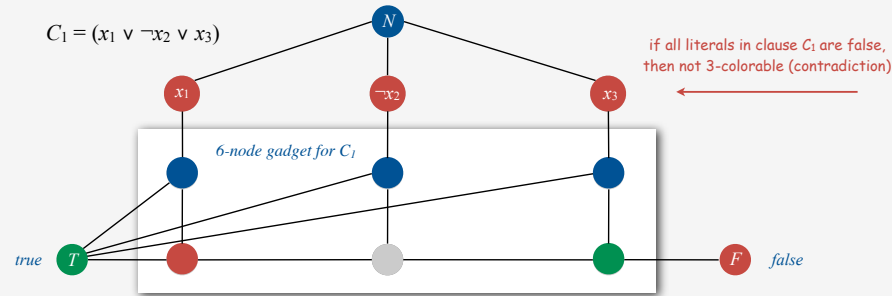 N
C₁ = (x₁ ∨ ¬x₂ ∨ x₃)
if all literals in clause C₁ are false,
then not 3-colorable (contradiction)
x₁ ¬x₂ x₃
6-node gadget for C₁
true T F false